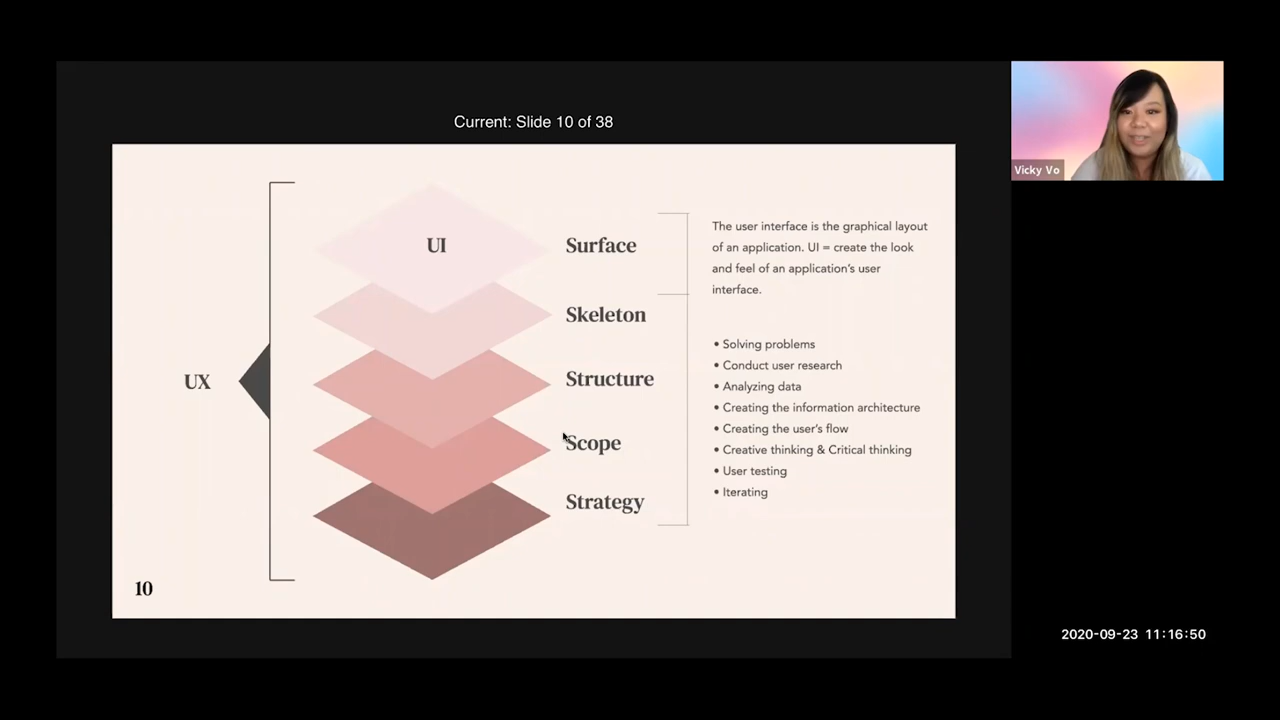 Current: Slide 10 of 38
Vicky Vo
UX
UI
Surface
Skeleton
Structure
Scope
Strategy
The user interface is the graphical layout
of an application. UI = create the look
and feel of an application’s user
interface.
• Solving problems
• Conduct user research
• Analyzing data
• Creating the information architecture
• Creating the user’s flow
• Creative thinking & Critical thinking
• User testing
• Iterating
10
2020-09-23 11:16:50